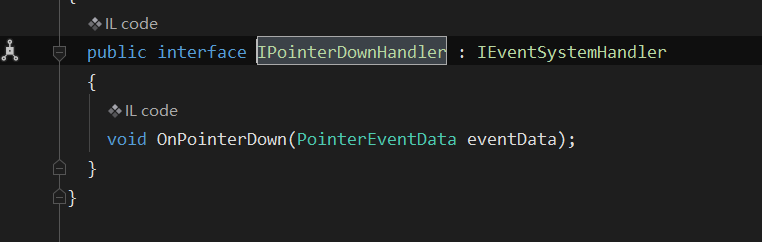 {
IL code
public interface IPointerDownHandler : IEventSystemHandler
{
IL code
void OnPointerDown(PointerEventData eventData);
}
}